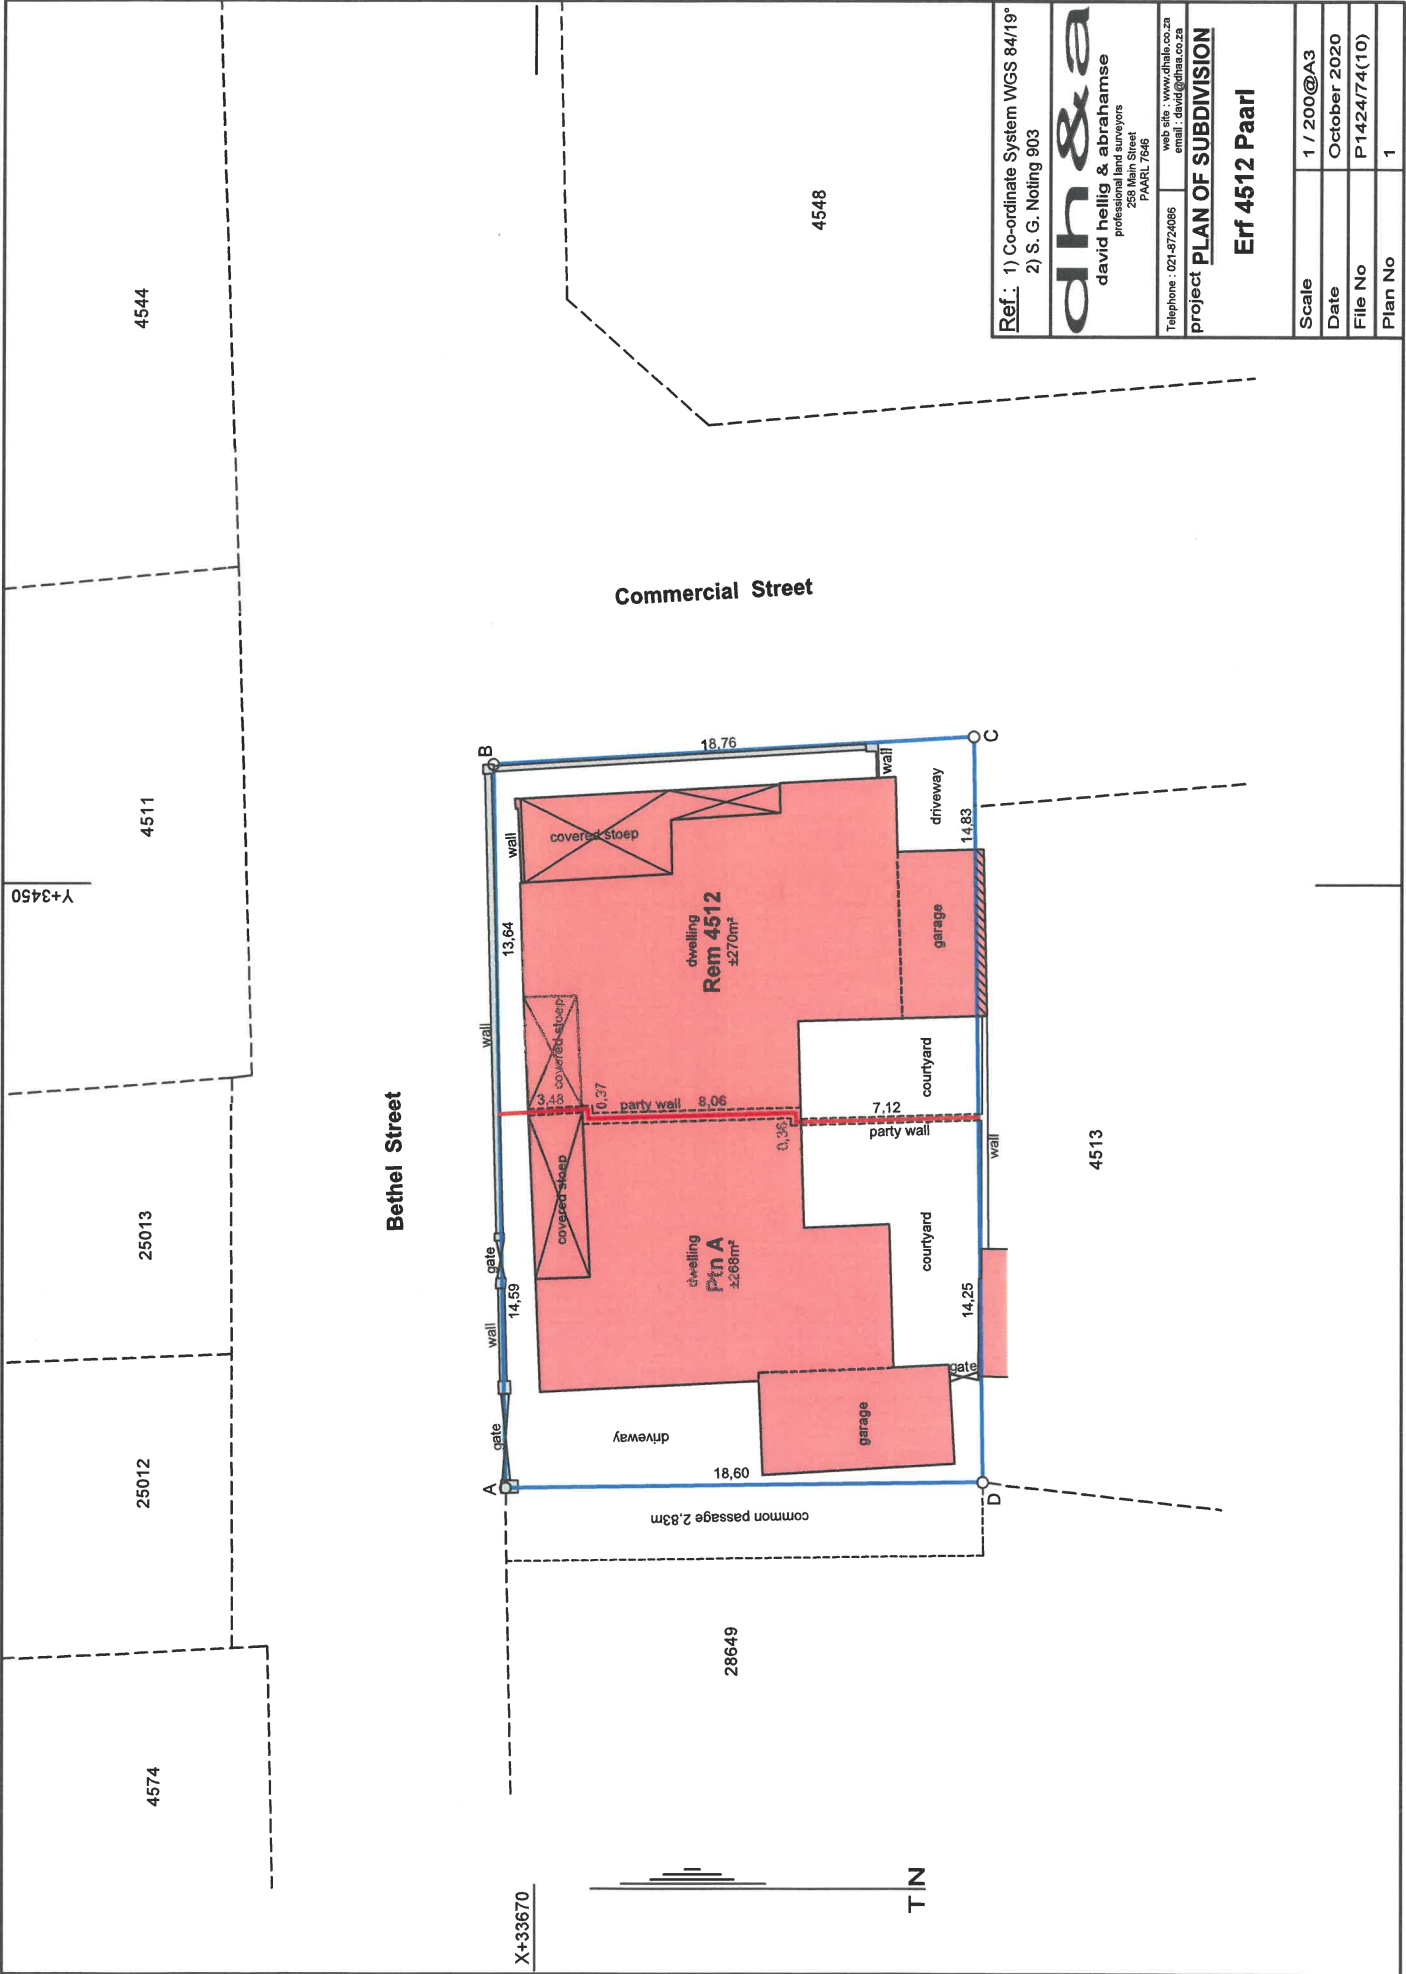 4574
25012
25013
4511
4544
Y+3450
X+33670
Bethel Street
Commercial Street
4548
28649
4513
A
B
C
D
gate
wall
gate
wall
14,59
13,64
18,76
18,60
14,25
14,83
wall
covered stoep
covered stoep
covered stoep
3,48
0,37
party wall 8,06
0,36
7,12
party wall
dwelling
Ptn A
±268m²
dwelling
Rem 4512
±270m²
driveway
garage
gate
courtyard
courtyard
garage
driveway
wall
wall
common passage 2,83m
T N
Ref : 1) Co-ordinate System WGS 84/19°
2) S. G. Noting 903
dh&a
david hellig & abrahamse
professional land surveyors
258 Main Street
PAARL 7646
Telephone : 021-8724086
web site : www.dhale.co.za
email : david@dhaa.co.za
project PLAN OF SUBDIVISION
Erf 4512 Paarl
Scale 1 / 200@A3
Date October 2020
File No P1424/74(10)
Plan No 1